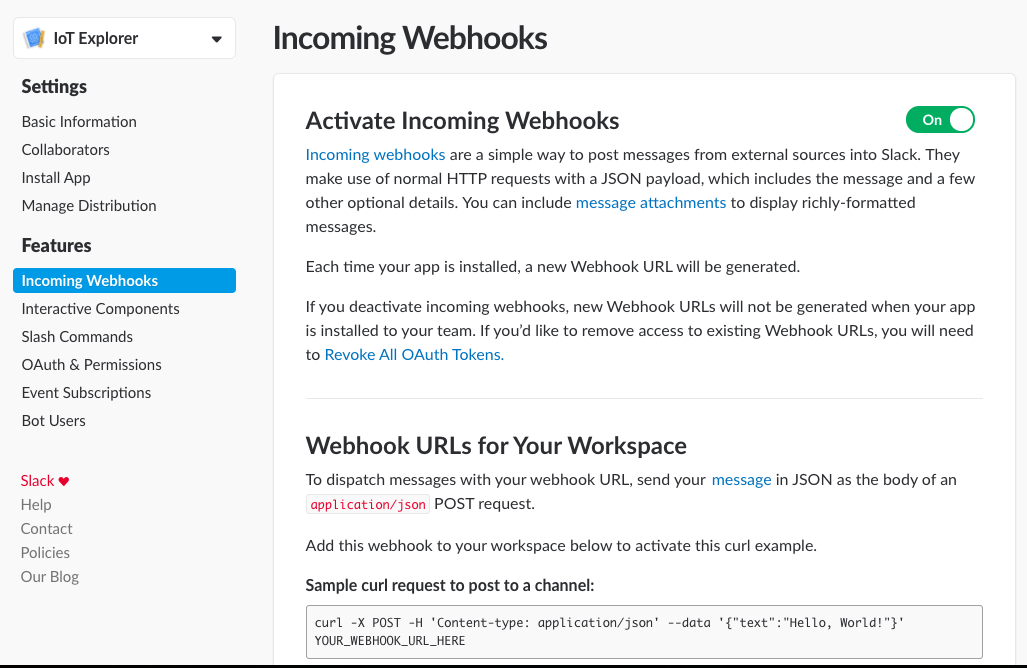 IoT Explorer
Settings
Basic Information
Collaborators
Install App
Manage Distribution
Features
Incoming Webhooks
Interactive Components
Slash Commands
OAuth & Permissions
Event Subscriptions
Bot Users
Slack ♥
Help
Contact
Policies
Our Blog
Incoming Webhooks
Activate Incoming Webhooks
On
Incoming webhooks are a simple way to post messages from external sources into Slack. They
make use of normal HTTP requests with a JSON payload, which includes the message and a few
other optional details. You can include message attachments to display richly-formatted
messages.
Each time your app is installed, a new Webhook URL will be generated.
If you deactivate incoming webhooks, new Webhook URLs will not be generated when your app
is installed to your team. If you’d like to remove access to existing Webhook URLs, you will need
to Revoke All OAuth Tokens.
Webhook URLs for Your Workspace
To dispatch messages with your webhook URL, send your message in JSON as the body of an
application/json POST request.
Add this webhook to your workspace below to activate this curl example.
Sample curl request to post to a channel:
curl -X POST -H 'Content-type: application/json' --data '{"text":"Hello, World!"}'
YOUR_WEBHOOK_URL_HERE